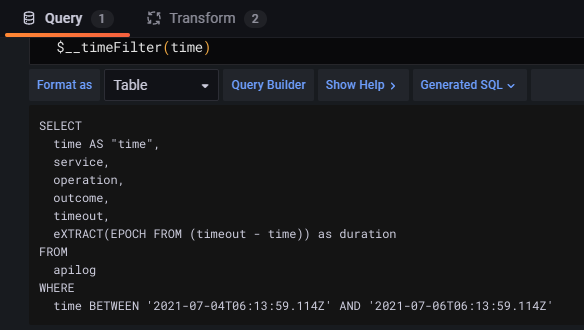 Query 1 Transform 2
$__timeFilter(time)
Format as Table Query Builder Show Help > Generated SQL
SELECT
  time AS "time",
  service,
  operation,
  outcome,
  timeout,
  eXTRACT(EPOCH FROM (timeout - time)) as duration
FROM
  apilog
WHERE
  time BETWEEN '2021-07-04T06:13:59.114Z' AND '2021-07-06T06:13:59.114Z'